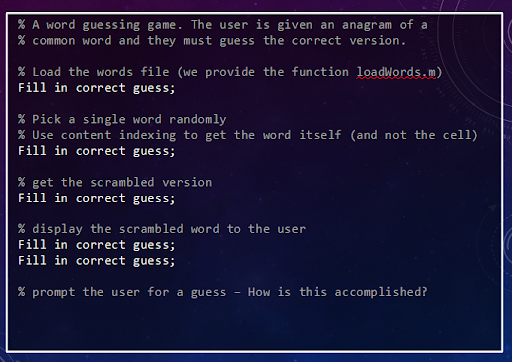 % A word guessing game. The user is given an anagram of a
% common word and they must guess the correct version.
% Load the words file (we provide the function loadWords.m)
Fill in correct guess;
% Pick a single word randomly
% Use content indexing to get the word itself (and not the cell)
Fill in correct guess;
% get the scrambled version
Fill in correct guess;
% display the scrambled word to the user
Fill in correct guess;
Fill in correct guess;
% prompt the user for a guess – How is this accomplished?